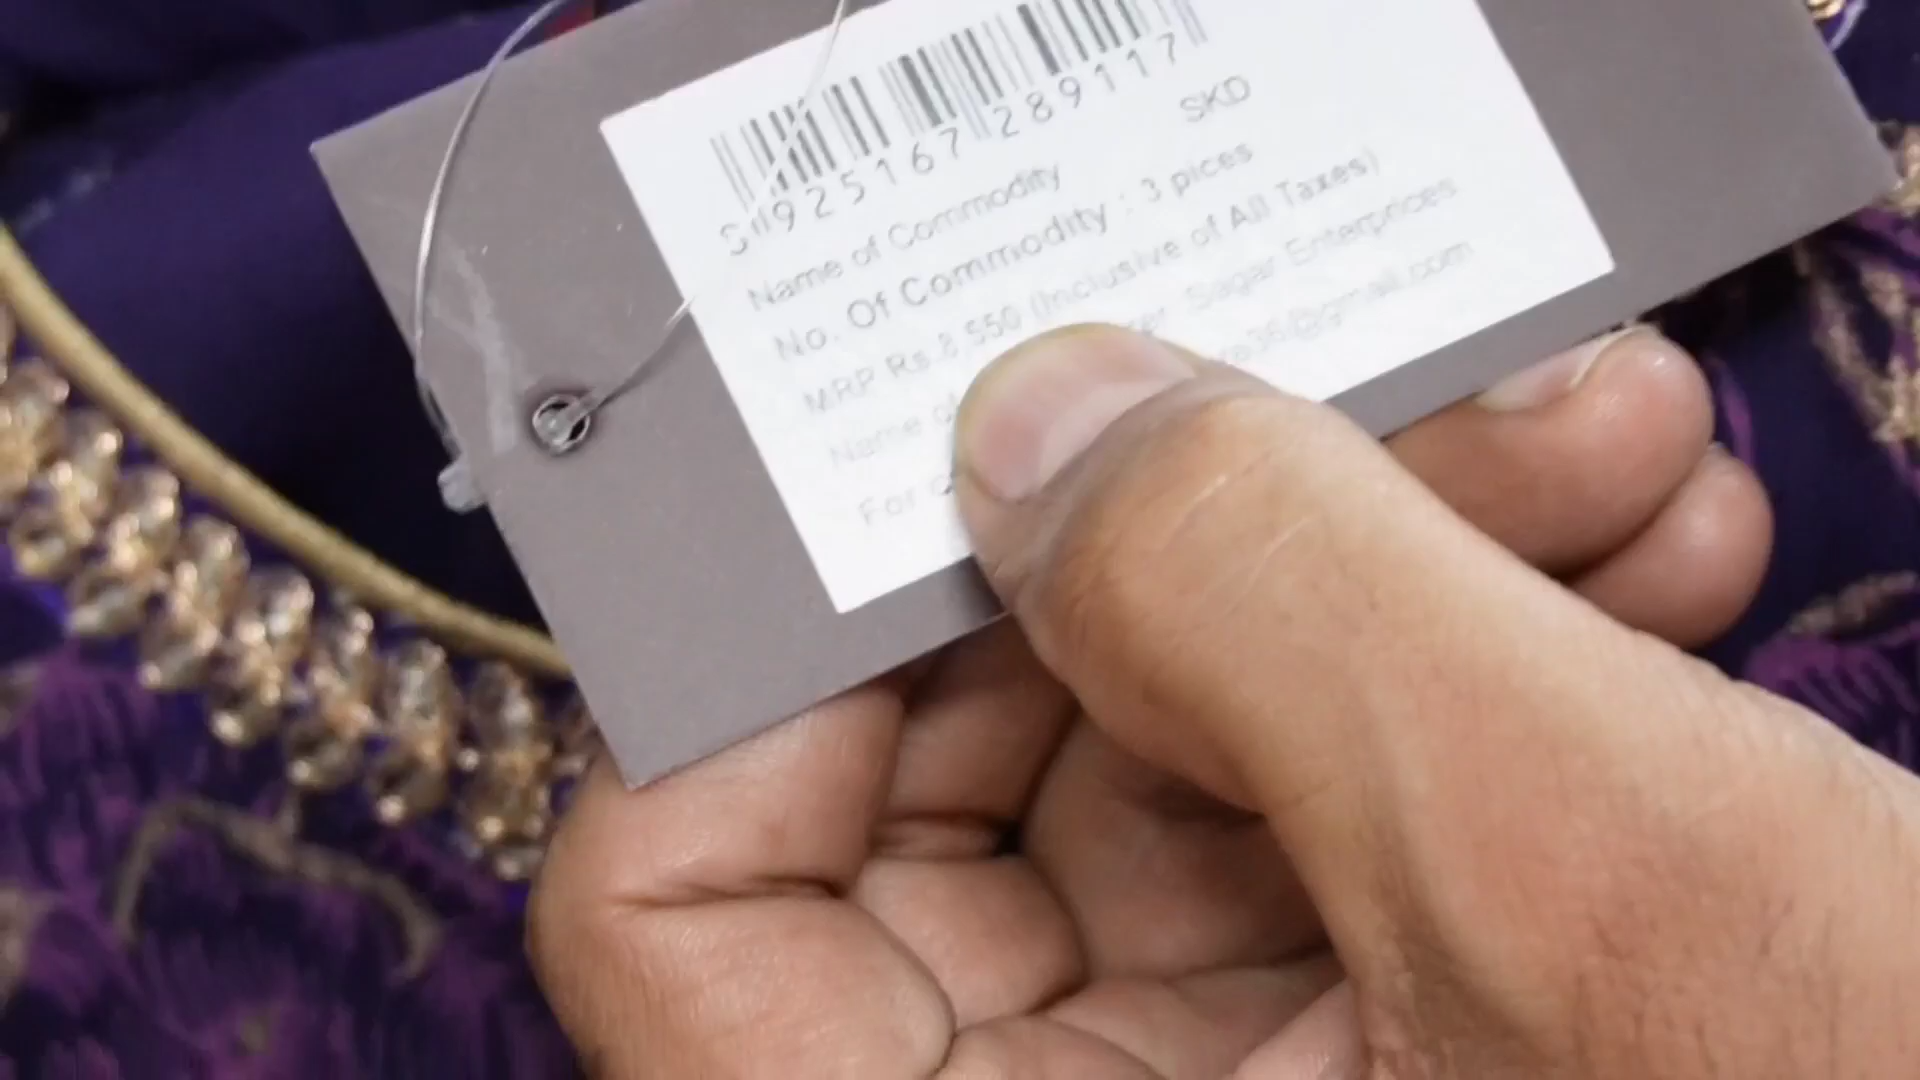 S"925167"289117
Name of Commodity SKD
No. Of Commodity : 3 pices
MRP Rs.8,550 (Inclusive of All Taxes)
Name Sagar Enterprices
For @gmail.com